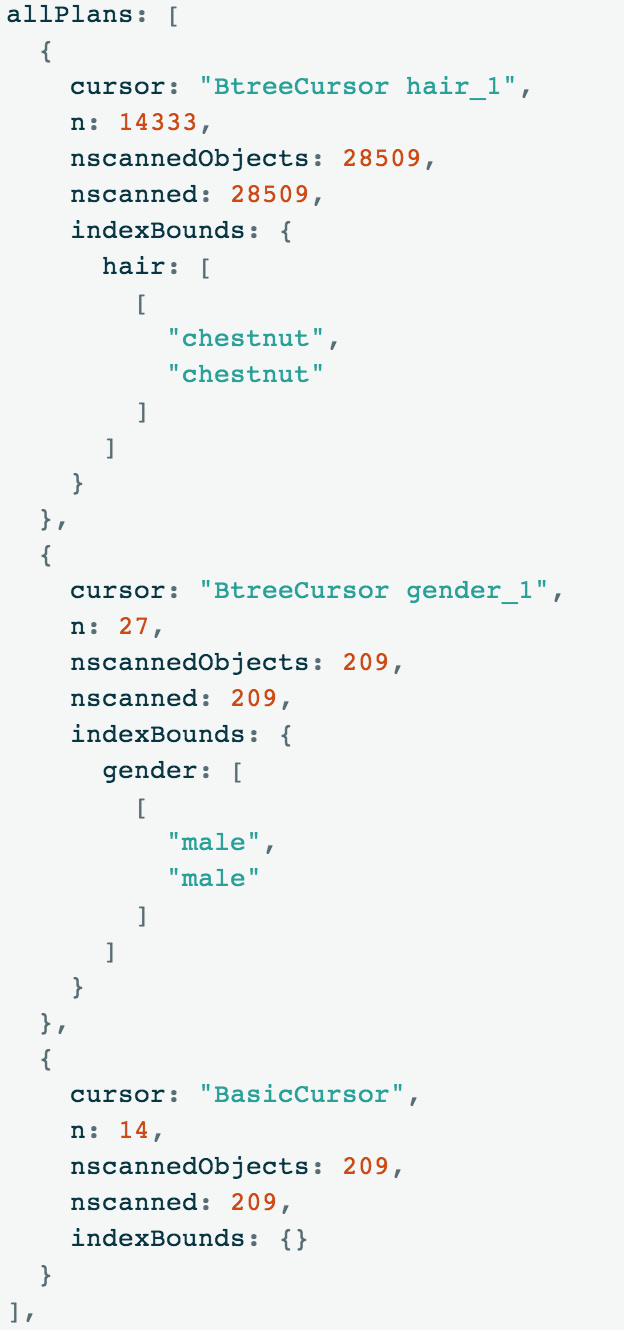 allPlans: [
  {
    cursor: "BtreeCursor hair_1",
    n: 14333,
    nscannedObjects: 28509,
    nscanned: 28509,
    indexBounds: {
      hair: [
        [
          "chestnut",
          "chestnut"
        ]
      ]
    }
  },
  {
    cursor: "BtreeCursor gender_1",
    n: 27,
    nscannedObjects: 209,
    nscanned: 209,
    indexBounds: {
      gender: [
        [
          "male",
          "male"
        ]
      ]
    }
  },
  {
    cursor: "BasicCursor",
    n: 14,
    nscannedObjects: 209,
    nscanned: 209,
    indexBounds: {}
  }
],